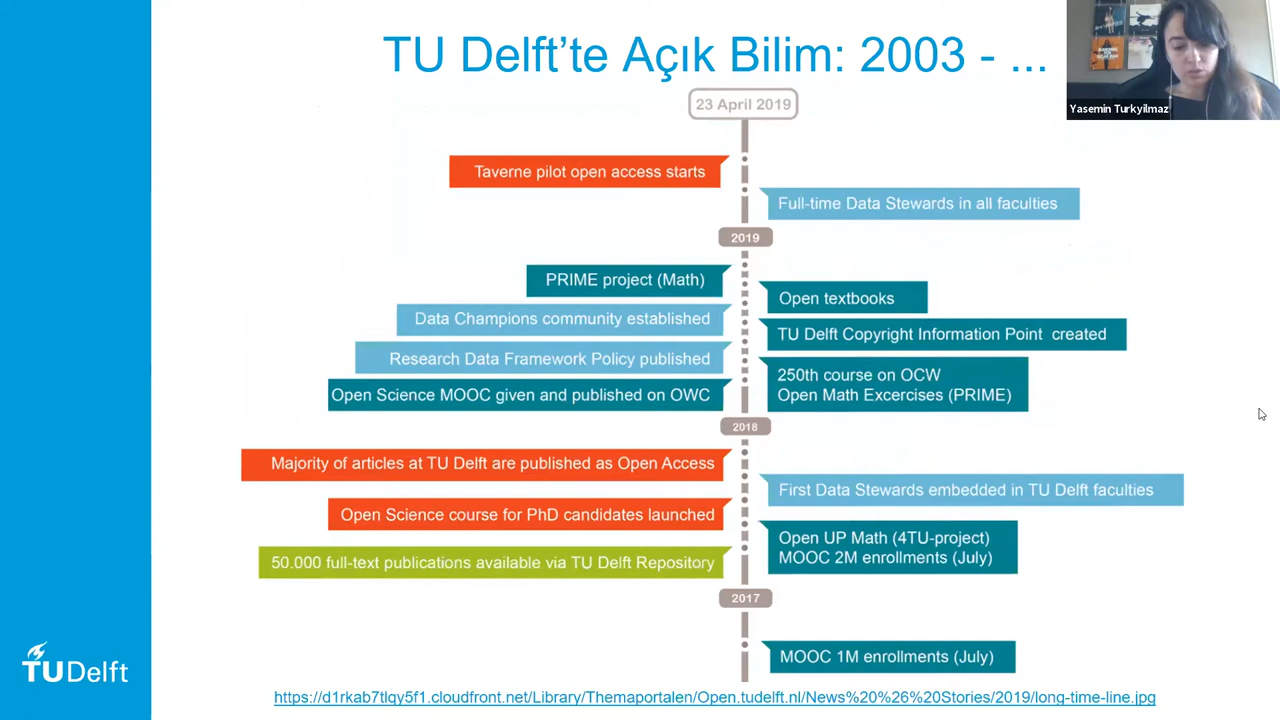 TU Delft'te Açık Bilim: 2003 - ...
Yasemin Turkyilmaz
23 April 2019
Taverne pilot open access starts
Full-time Data Stewards in all faculties
2019
PRIME project (Math)
Open textbooks
Data Champions community established
TU Delft Copyright Information Point created
Research Data Framework Policy published
250th course on OCW
Open Math Excercises (PRIME)
Open Science MOOC given and published on OWC
2018
Majority of articles at TU Delft are published as Open Access
First Data Stewards embedded in TU Delft faculties
Open Science course for PhD candidates launched
Open UP Math (4TU-project)
MOOC 2M enrollments (July)
50.000 full-text publications available via TU Delft Repository
2017
MOOC 1M enrollments (July)
TUDelft
https://d1rkab7tlqy5f1.cloudfront.net/Library/Themaportalen/Open.tudelft.nl/News%20%26%20Stories/2019/long-time-line.jpg